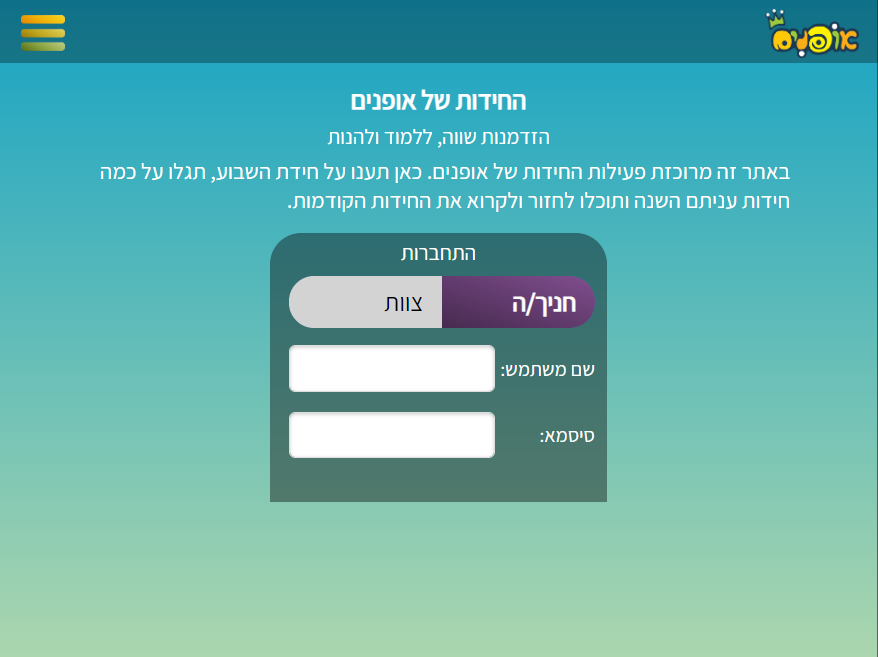 אופנים
החידות של אופנים
הזדמנות שווה, ללמוד ולהנות
באתר זה מרוכזת פעילות החידות של אופנים. כאן תענו על חידת השבוע, תגלו על כמה
חידות עניתם השנה ותוכלו לחזור ולקרוא את החידות הקודמות.
התחברות
חניך/ה
צוות
שם משתמש:
סיסמא: